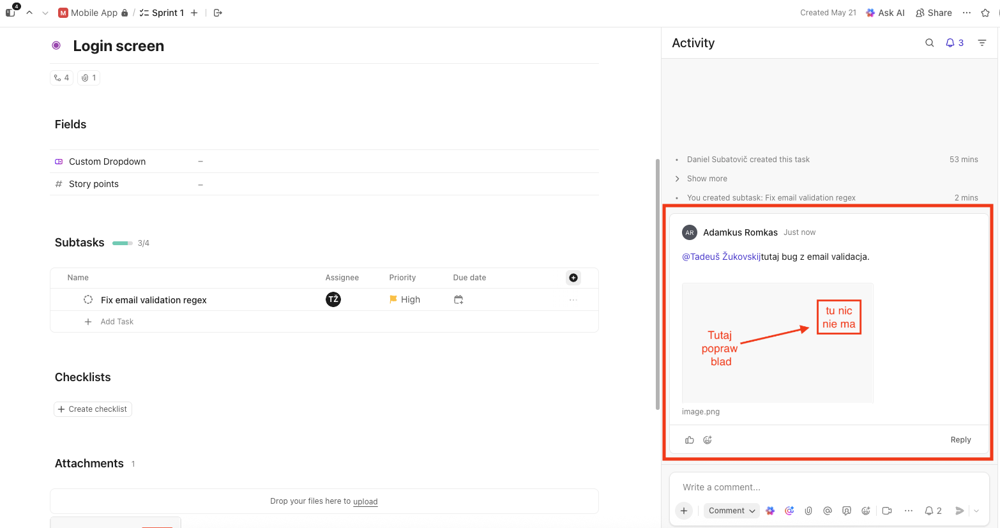 4
M Mobile App / Sprint 1
Created May 21 Ask AI Share
Login screen
4 1
Fields
Custom Dropdown –
Story points –
Subtasks 3/4
Name Assignee Priority Due date
Fix email validation regex TŽ High
Add Task
Checklists
Create checklist
Attachments 1
Drop your files here to upload
Activity 3
Daniel Subatovič created this task 53 mins
Show more
You created subtask: Fix email validation regex 2 mins
AR Adamkus Romkas Just now
@Tadeuš Žukovskijtutaj bug z email validacja.
Tutaj
popraw
blad
tu nic
nie ma
image.png
Reply
Write a comment...
Comment 2